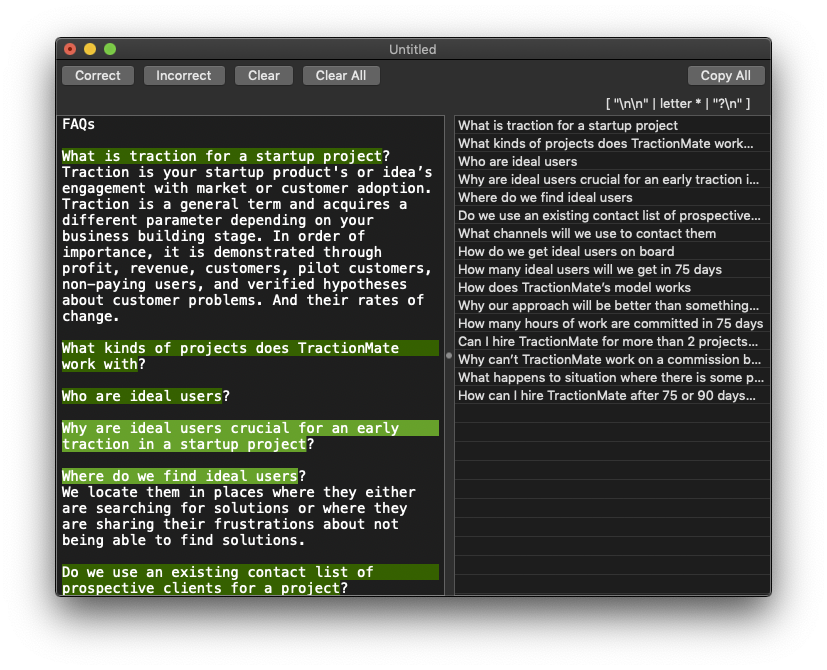 Untitled
Correct Incorrect Clear Clear All Copy All
[ "\n\n" | letter * | "?\n" ]
FAQs
What is traction for a startup project?
Traction is your startup product's or idea’s
engagement with market or customer adoption.
Traction is a general term and acquires a
different parameter depending on your
business building stage. In order of
importance, it is demonstrated through
profit, revenue, customers, pilot customers,
non-paying users, and verified hypotheses
about customer problems. And their rates of
change.
What kinds of projects does TractionMate
work with?
Who are ideal users?
Why are ideal users crucial for an early
traction in a startup project?
Where do we find ideal users?
We locate them in places where they either
are searching for solutions or where they
are sharing their frustrations about not
being able to find solutions.
Do we use an existing contact list of
prospective clients for a project?
What is traction for a startup project
What kinds of projects does TractionMate work...
Who are ideal users
Why are ideal users crucial for an early traction i...
Where do we find ideal users
Do we use an existing contact list of prospective...
What channels will we use to contact them
How do we get ideal users on board
How many ideal users will we get in 75 days
How does TractionMate’s model works
Why our approach will be better than something...
How many hours of work are committed in 75 days
Can I hire TractionMate for more than 2 projects...
Why can’t TractionMate work on a commission b...
What happens to situation where there is some p...
How can I hire TractionMate after 75 or 90 days...